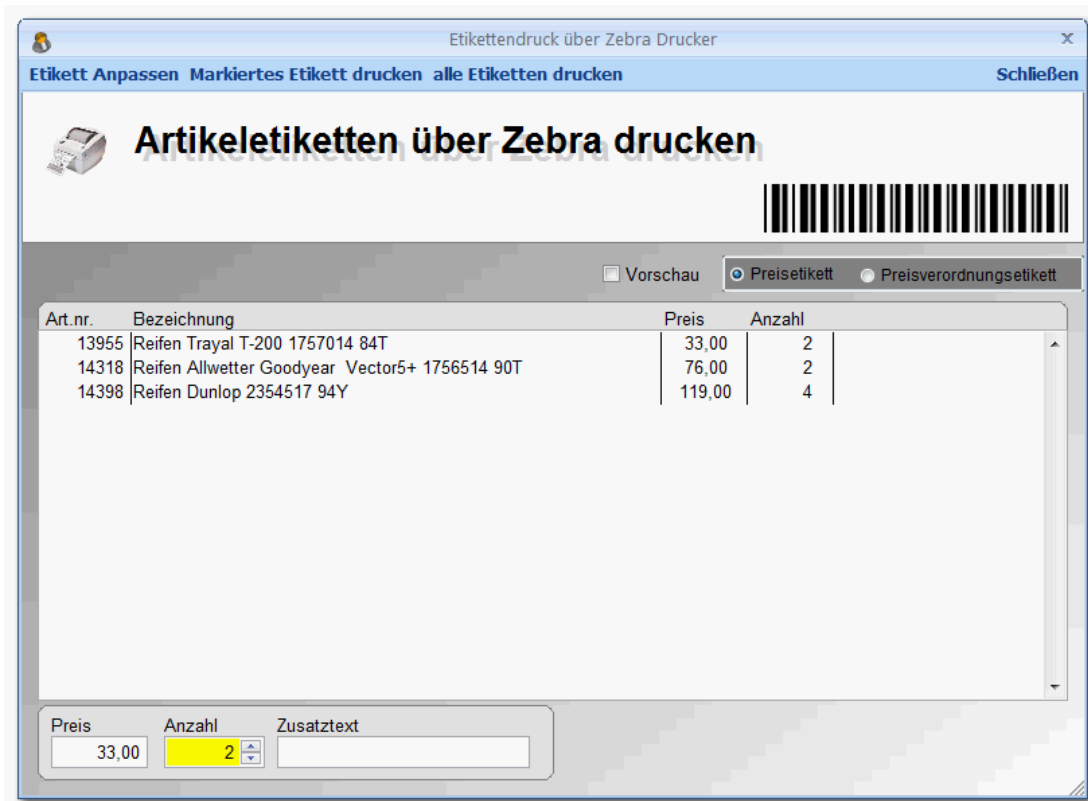 Etikettendruck über Zebra Drucker x
Etikett Anpassen Markiertes Etikett drucken alle Etiketten drucken Schließen
Artikeletiketten über Zebra drucken
Vorschau Preisetikett Preisverordnungsetikett
Art.nr. Bezeichnung Preis Anzahl
13955 Reifen Trayal T-200 1757014 84T 33,00 2
14318 Reifen Allwetter Goodyear Vector5+ 1756514 90T 76,00 2
14398 Reifen Dunlop 2354517 94Y 119,00 4
Preis Anzahl Zusatztext
33,00 2